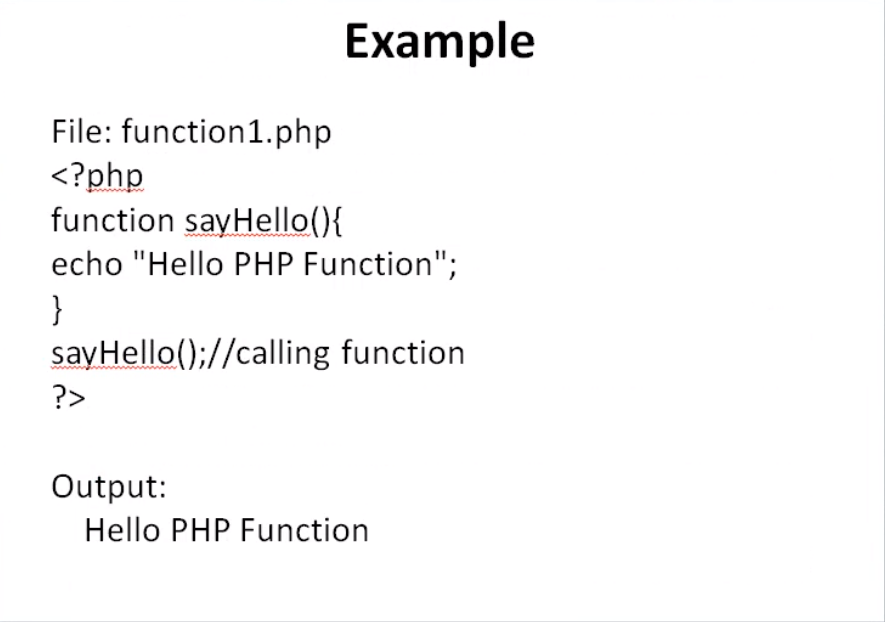 Example
File: function1.php
<?php
function sayHello(){
echo "Hello PHP Function";
}
sayHello();//calling function
?>
Output:
Hello PHP Function